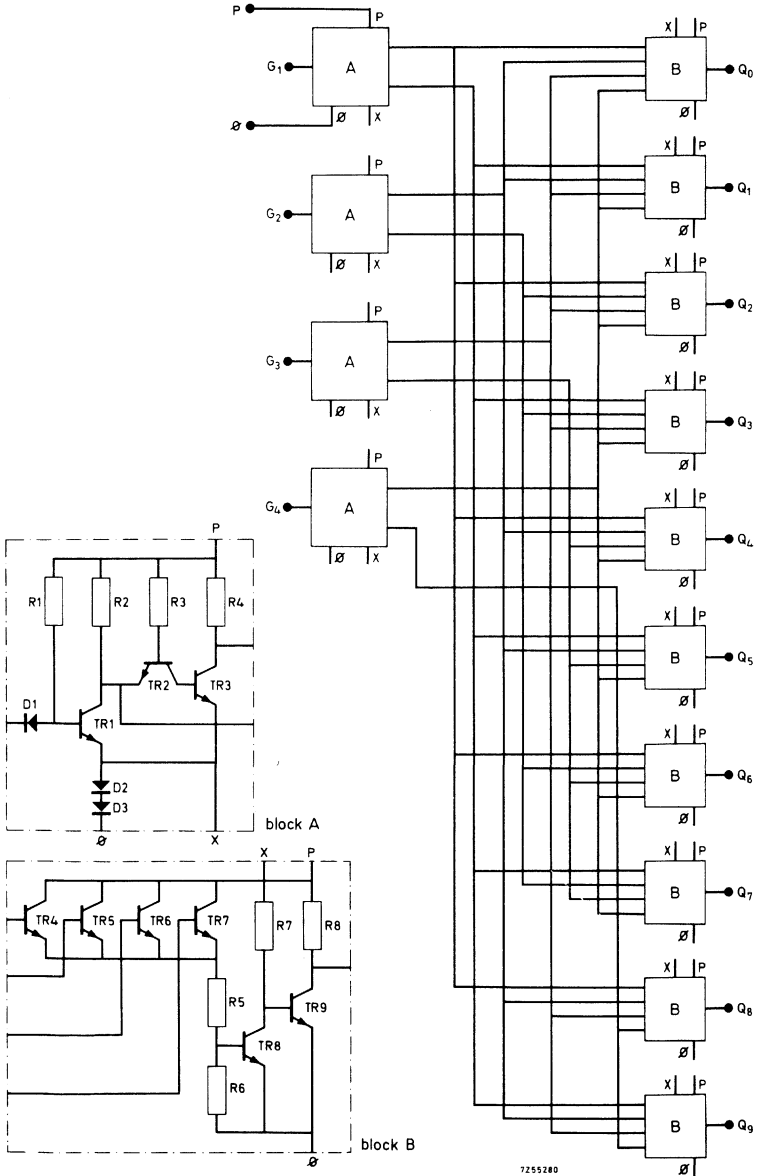 P
X P
G1 A B Q0
Ø
Ø X Ø
X P
P
B Q1
G2 A
Ø
Ø X
X P
P
B Q2
G3 A
Ø
Ø X
X P
P
B Q3
Ø
G4 A
X P
Ø X
B Q4
P
Ø
R1 R2 R3 R4
X P
B Q5
TR2 TR3
D1
TR1
Ø
X P
D2
B Q6
D3
Ø X
block A
Ø
X P
X P
B Q7
TR4 TR5 TR6 TR7
R7 R8
Ø
X P
R5
TR9
B Q8
TR8
R6
Ø
X P
B Q9
block B
Ø
7Z55280
Ø